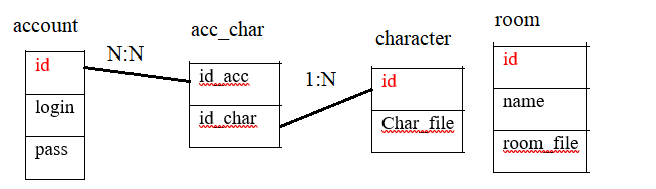 account
id
login
pass
N:N
acc_char
id_acc
id_char
1:N
character
id
Char_file
room
id
name
room_file